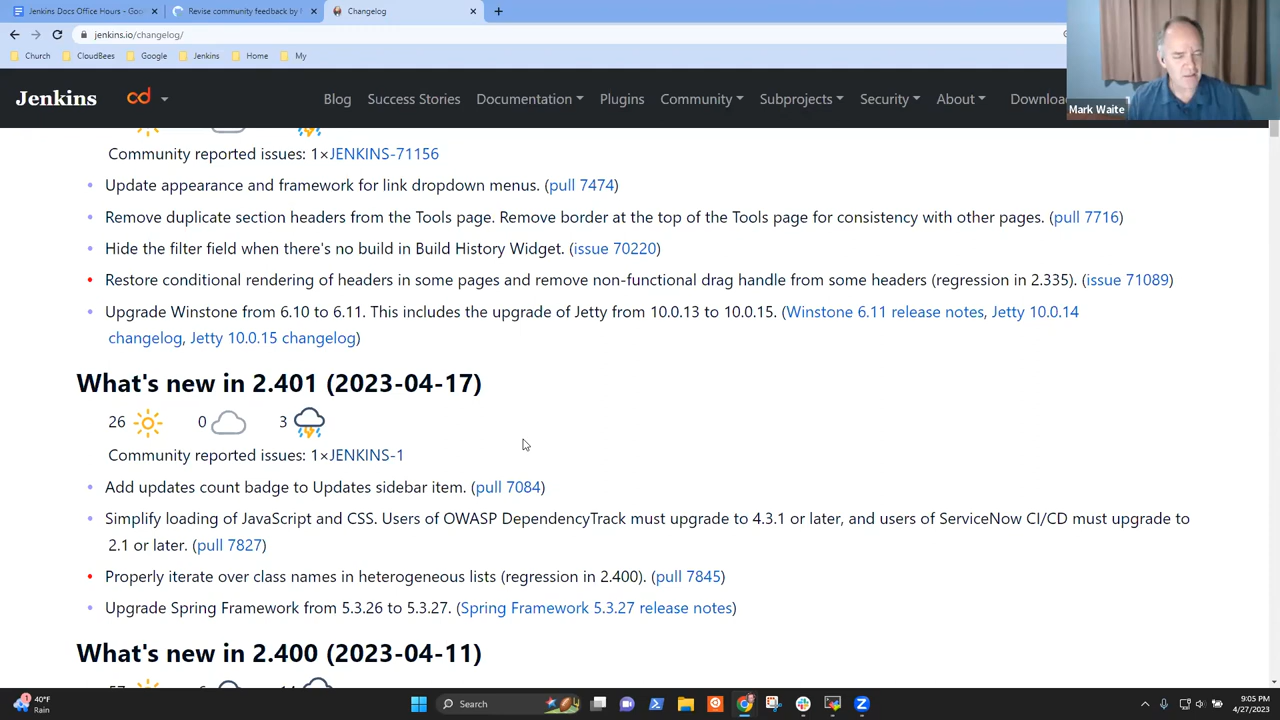 Jenkins Docs Office Hours - Goo
Revise community feedback by M
Changelog
jenkins.io/changelog/
Church
CloudBees
Google
Jenkins
Home
My
Jenkins
cd
Blog
Success Stories
Documentation
Plugins
Community
Subprojects
Security
About
Downloa
Mark Waite
Community reported issues: 1×JENKINS-71156
Update appearance and framework for link dropdown menus. (pull 7474)
Remove duplicate section headers from the Tools page. Remove border at the top of the Tools page for consistency with other pages. (pull 7716)
Hide the filter field when there's no build in Build History Widget. (issue 70220)
Restore conditional rendering of headers in some pages and remove non-functional drag handle from some headers (regression in 2.335). (issue 71089)
Upgrade Winstone from 6.10 to 6.11. This includes the upgrade of Jetty from 10.0.13 to 10.0.15. (Winstone 6.11 release notes, Jetty 10.0.14
changelog, Jetty 10.0.15 changelog)
What's new in 2.401 (2023-04-17)
26 0 3
Community reported issues: 1×JENKINS-1
Add updates count badge to Updates sidebar item. (pull 7084)
Simplify loading of JavaScript and CSS. Users of OWASP DependencyTrack must upgrade to 4.3.1 or later, and users of ServiceNow CI/CD must upgrade to
2.1 or later. (pull 7827)
Properly iterate over class names in heterogeneous lists (regression in 2.400). (pull 7845)
Upgrade Spring Framework from 5.3.26 to 5.3.27. (Spring Framework 5.3.27 release notes)
What's new in 2.400 (2023-04-11)
40°F
Rain
Search
9:05 PM
4/27/2023